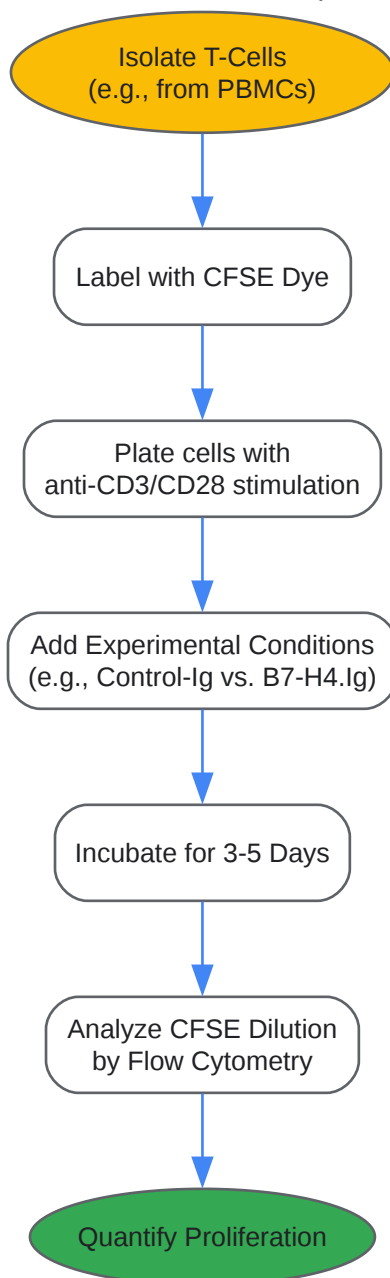 Isolate T-Cells
(e.g., from PBMCs)
Label with CFSE Dye
Plate cells with
anti-CD3/CD28 stimulation
Add Experimental Conditions
(e.g., Control-Ig vs. B7-H4.Ig)
Incubate for 3-5 Days
Analyze CFSE Dilution
by Flow Cytometry
Quantify Proliferation